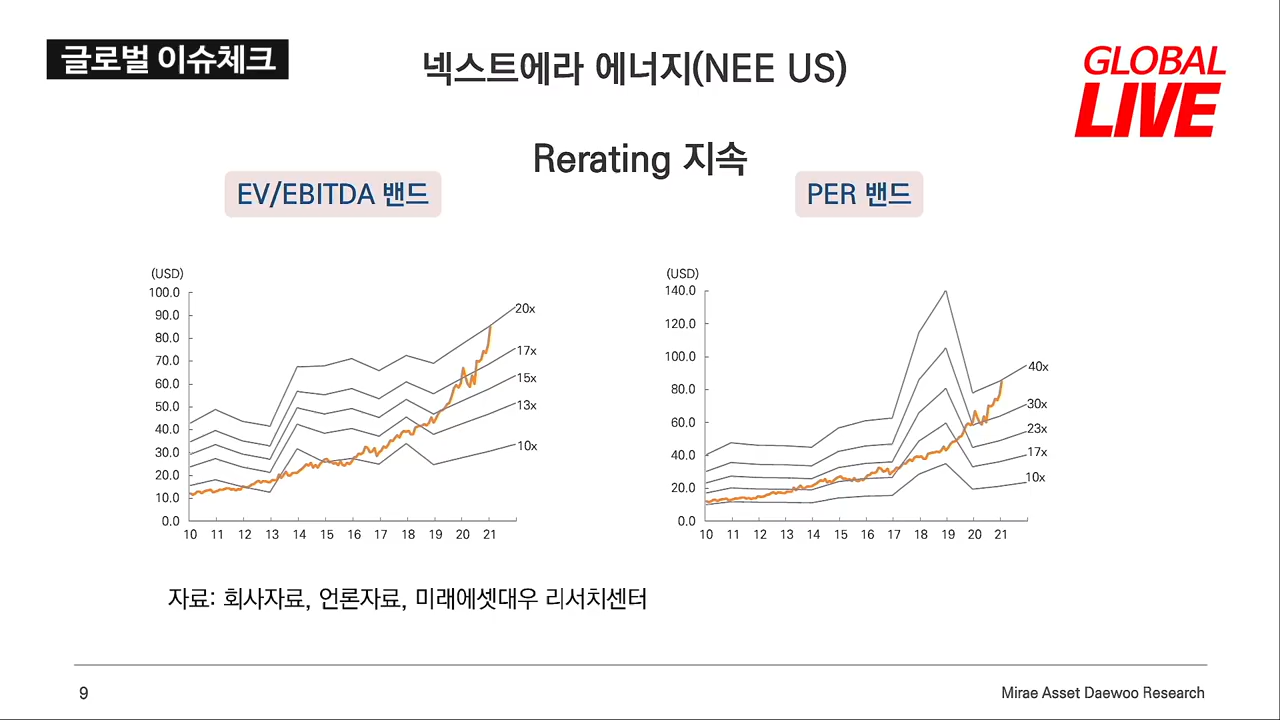 글로벌 이슈체크
넥스트에라 에너지(NEE US)
GLOBAL
LIVE
Rerating 지속
EV/EBITDA 밴드
(USD)
100.0
90.0
80.0
70.0
60.0
50.0
40.0
30.0
20.0
10.0
0.0
20x
17x
15x
13x
10x
10 11 12 13 14 15 16 17 18 19 20 21
PER 밴드
(USD)
140.0
120.0
100.0
80.0
60.0
40.0
20.0
0.0
40x
30x
23x
17x
10x
10 11 12 13 14 15 16 17 18 19 20 21
자료: 회사자료, 언론자료, 미래에셋대우 리서치센터
9
Mirae Asset Daewoo Research